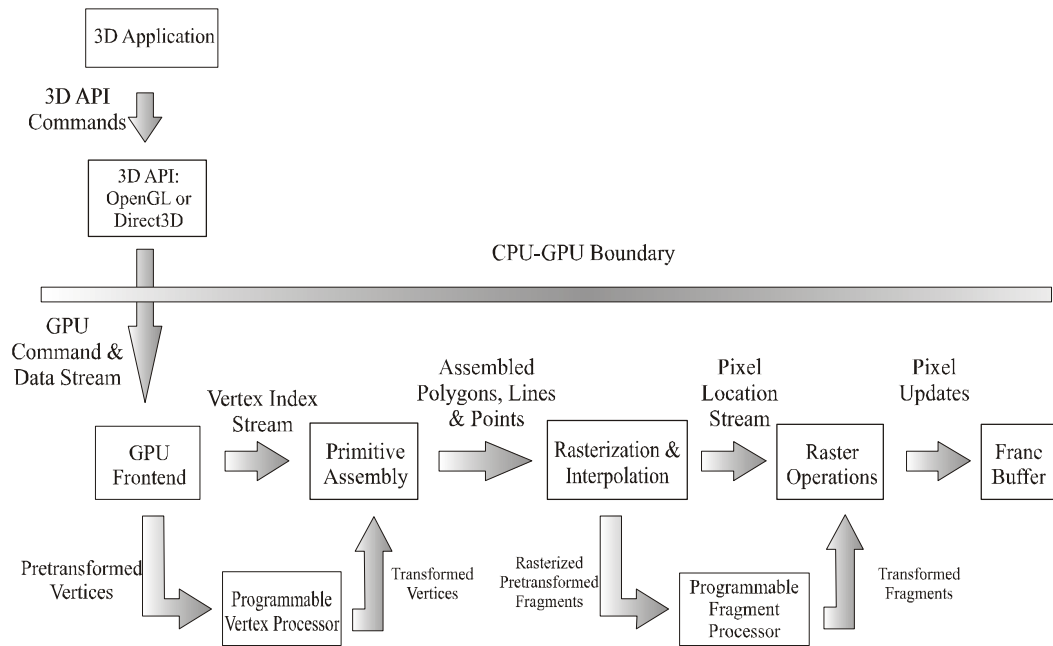 3D Application
3D API
Commands
3D API:
OpenGL or
Direct3D
CPU-GPU Boundary
GPU
Command &
Data Stream
Vertex Index
Stream
Assembled
Polygons, Lines
& Points
Pixel
Location
Stream
Pixel
Updates
GPU
Frontend
Primitive
Assembly
Rasterization &
Interpolation
Raster
Operations
Franc
Buffer
Pretransformed
Vertices
Programmable
Vertex Processor
Transformed
Vertices
Rasterized
Pretransformed
Fragments
Programmable
Fragment
Processor
Transformed
Fragments